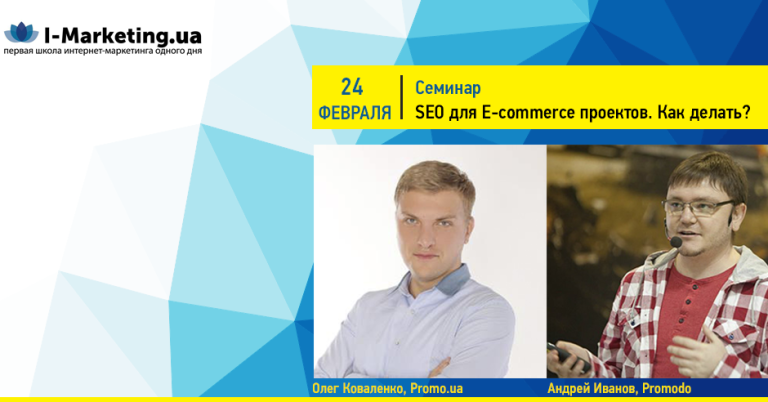 I-Marketing.ua
первая школа интернет-маркетинга одного дня
24
ФЕВРАЛЯ
Семинар
SEO для E-commerce проектов. Как делать?
Олег Коваленко, Promo.ua
Андрей Иванов, Promodo